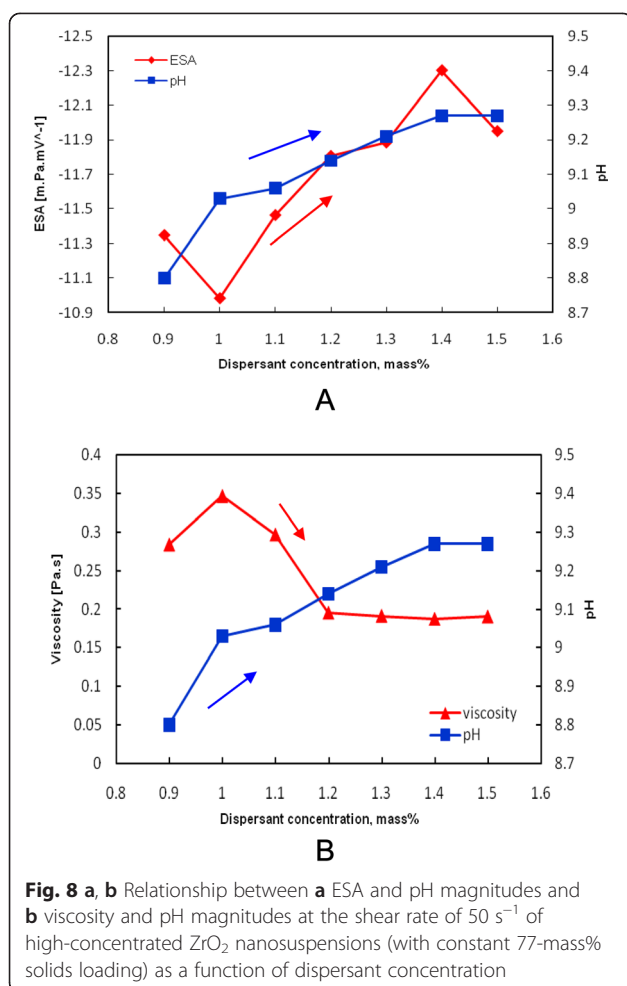 -12.5
-12.3
-12.1
-11.9
-11.7
-11.5
-11.3
-11.1
-10.9
ESA [m.Pa.mV^-1]
ESA
pH
9.5
9.4
9.3
9.2
9.1
9
8.9
8.8
8.7
pH
0.8 0.9 1 1.1 1.2 1.3 1.4 1.5 1.6
Dispersant concentration, mass%
A
0.4
0.35
0.3
0.25
0.2
0.15
0.1
0.05
0
Viscosity [Pa.s]
viscosity
pH
9.5
9.4
9.3
9.2
9.1
9
8.9
8.8
8.7
pH
0.8 0.9 1 1.1 1.2 1.3 1.4 1.5 1.6
Dispersant concentration, mass%
B
Fig. 8 a, b Relationship between a ESA and pH magnitudes and
b viscosity and pH magnitudes at the shear rate of 50 s⁻¹ of
high-concentrated ZrO₂ nanosuspensions (with constant 77-mass%
solids loading) as a function of dispersant concentration